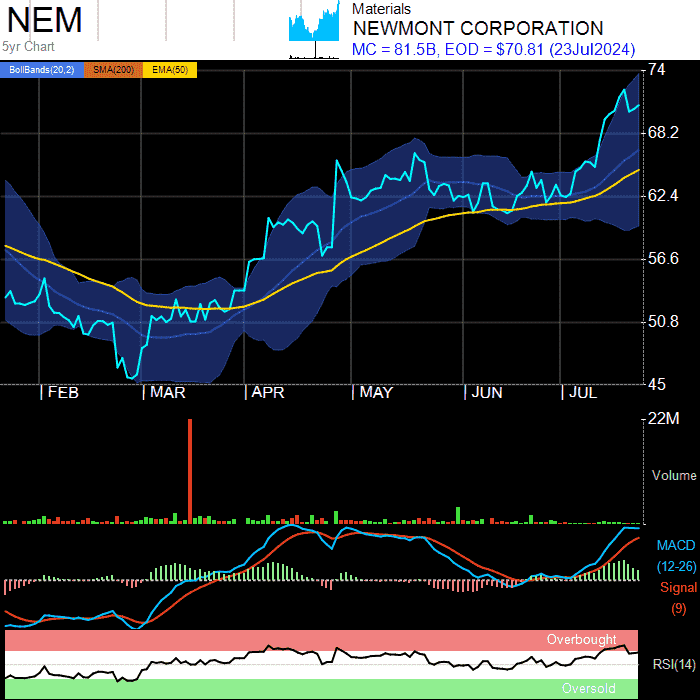 NEM
5yr Chart
Materials
NEWMONT CORPORATION
MC = 81.5B, EOD = $70.81 (23Jul2024)
BollBands(20,2) SMA(200) EMA(50)
74
68.2
62.4
56.6
50.8
45
FEB MAR APR MAY JUN JUL
22M
Volume
MACD
(12-26)
Signal
(9)
Overbought
RSI(14)
Oversold